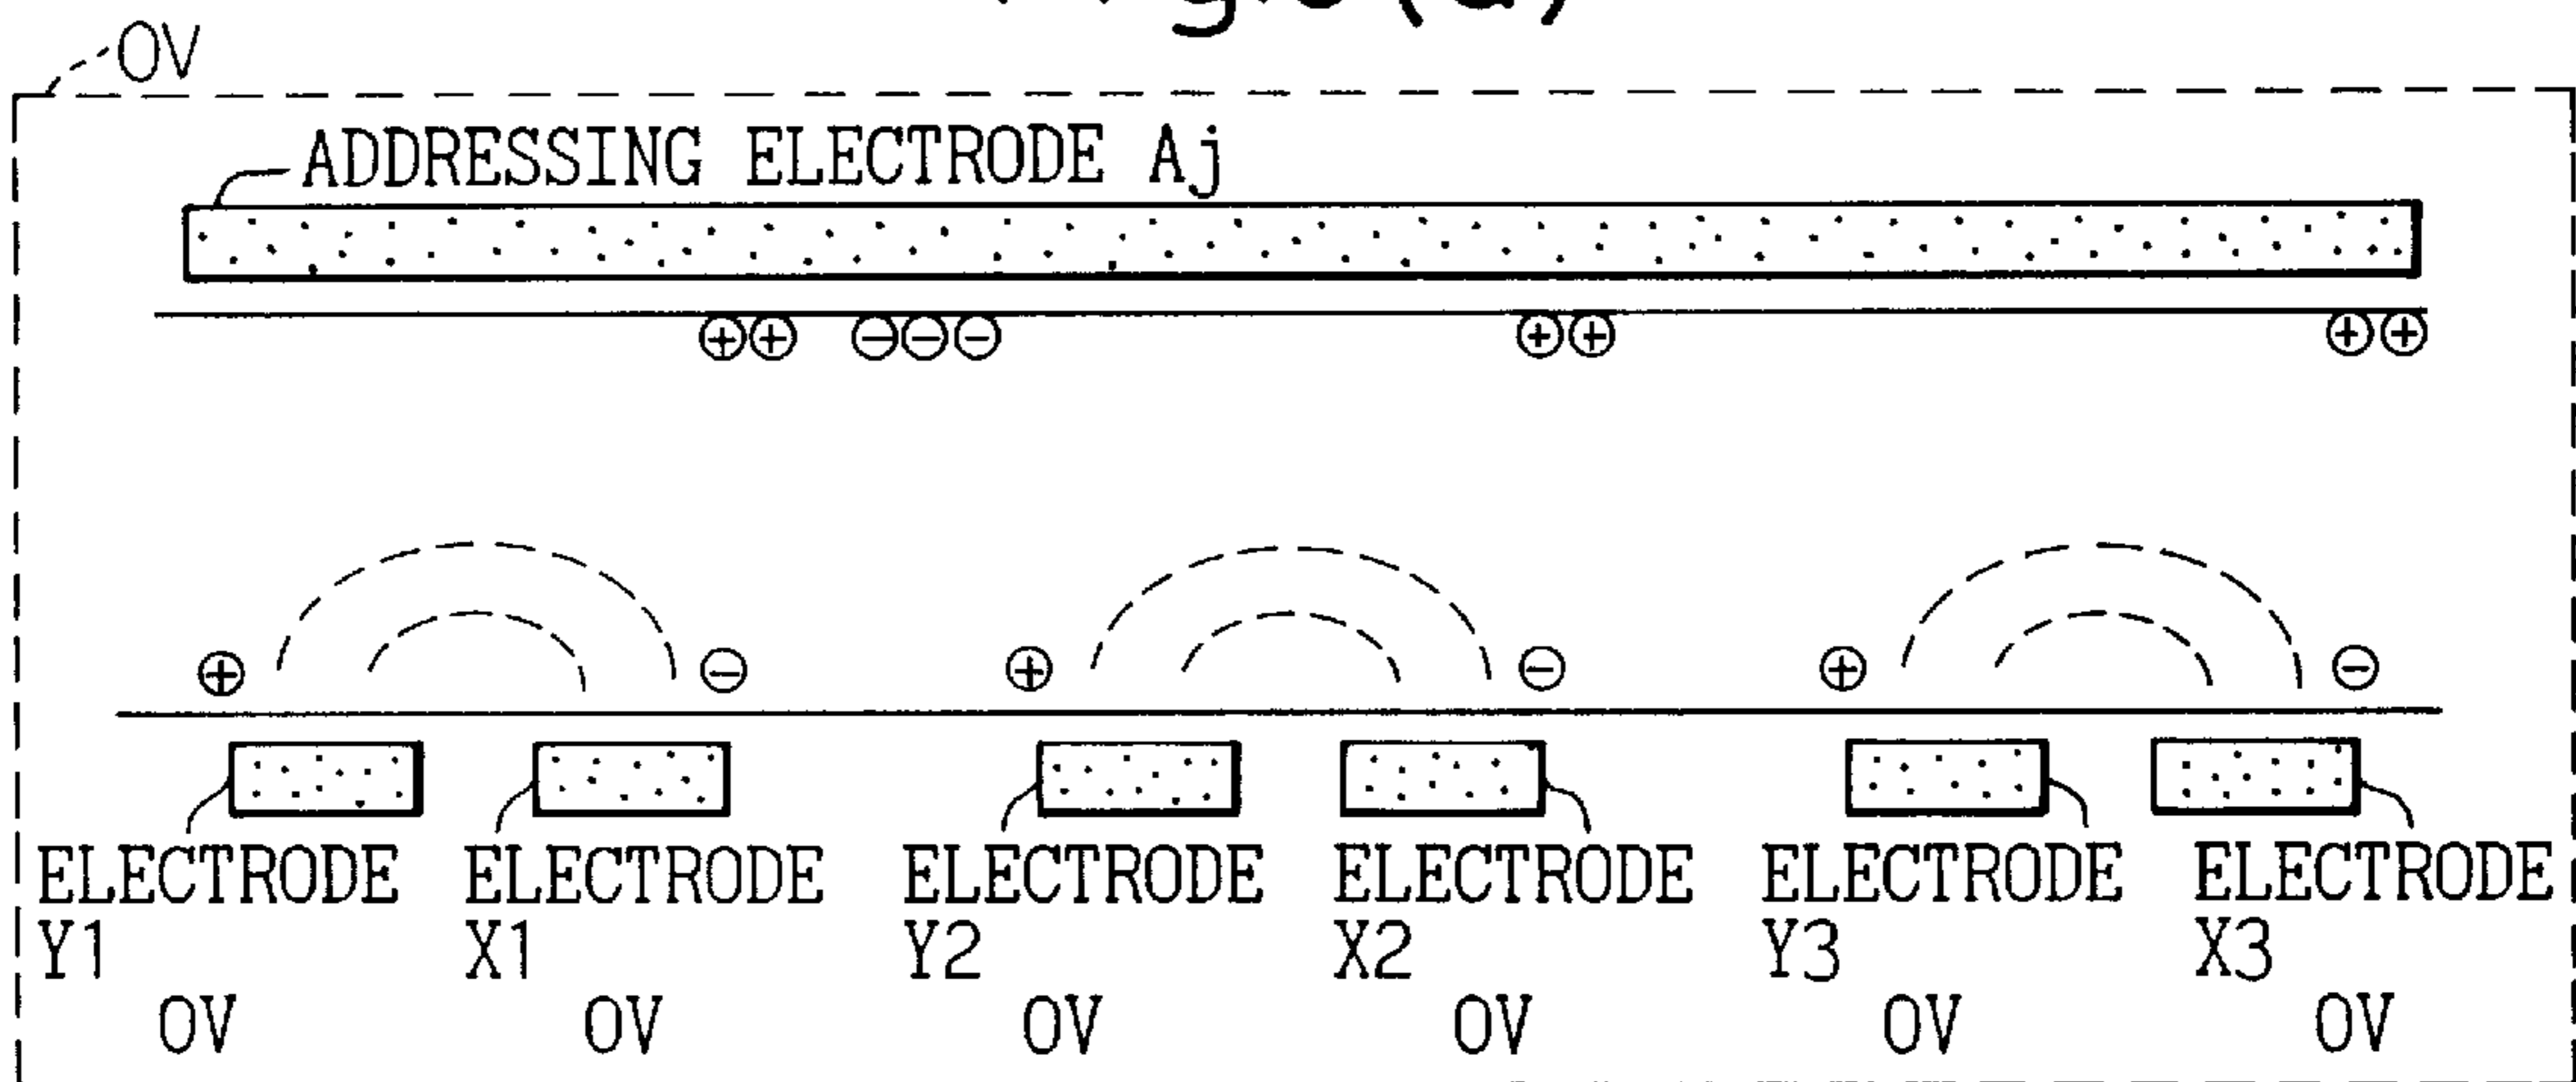 0V
ADDRESSING ELECTRODE Aj
⊕⊕ ⊖⊖⊖ ⊕⊕ ⊕⊕
⊕ ⊖ ⊕ ⊖ ⊕ ⊖
ELECTRODE Y1
ELECTRODE X1
ELECTRODE Y2
ELECTRODE X2
ELECTRODE Y3
ELECTRODE X3
0V 0V 0V 0V 0V 0V